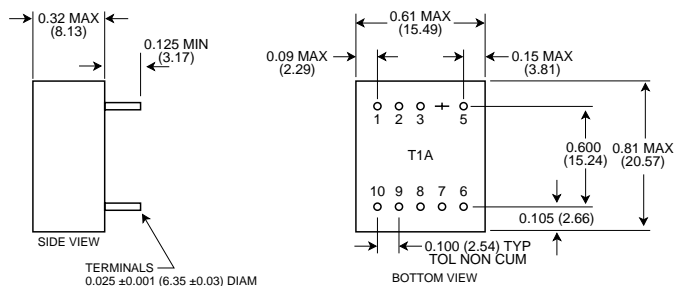 0.32 MAX
(8.13)
0.125 MIN
(3.17)
SIDE VIEW
TERMINALS
0.025 ±0.001 (6.35 ±0.03) DIAM
0.61 MAX
(15.49)
0.09 MAX
(2.29)
0.15 MAX
(3.81)
1 2 3 5
T1A
10 9 8 7 6
0.600
(15.24)
0.81 MAX
(20.57)
0.105 (2.66)
0.100 (2.54) TYP
TOL NON CUM
BOTTOM VIEW